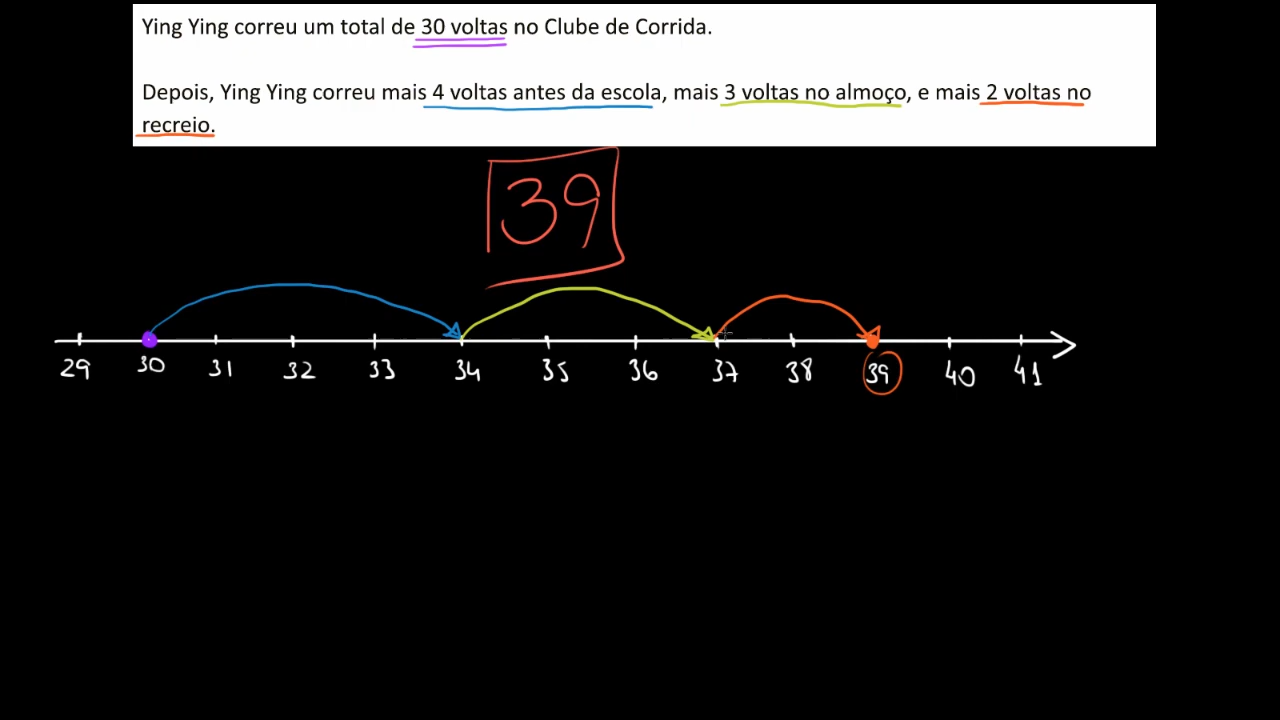 Ying Ying correu um total de 30 voltas no Clube de Corrida.
Depois, Ying Ying correu mais 4 voltas antes da escola, mais 3 voltas no almoço, e mais 2 voltas no
recreio.
39
29 30 31 32 33 34 35 36 37 38 39 40 41